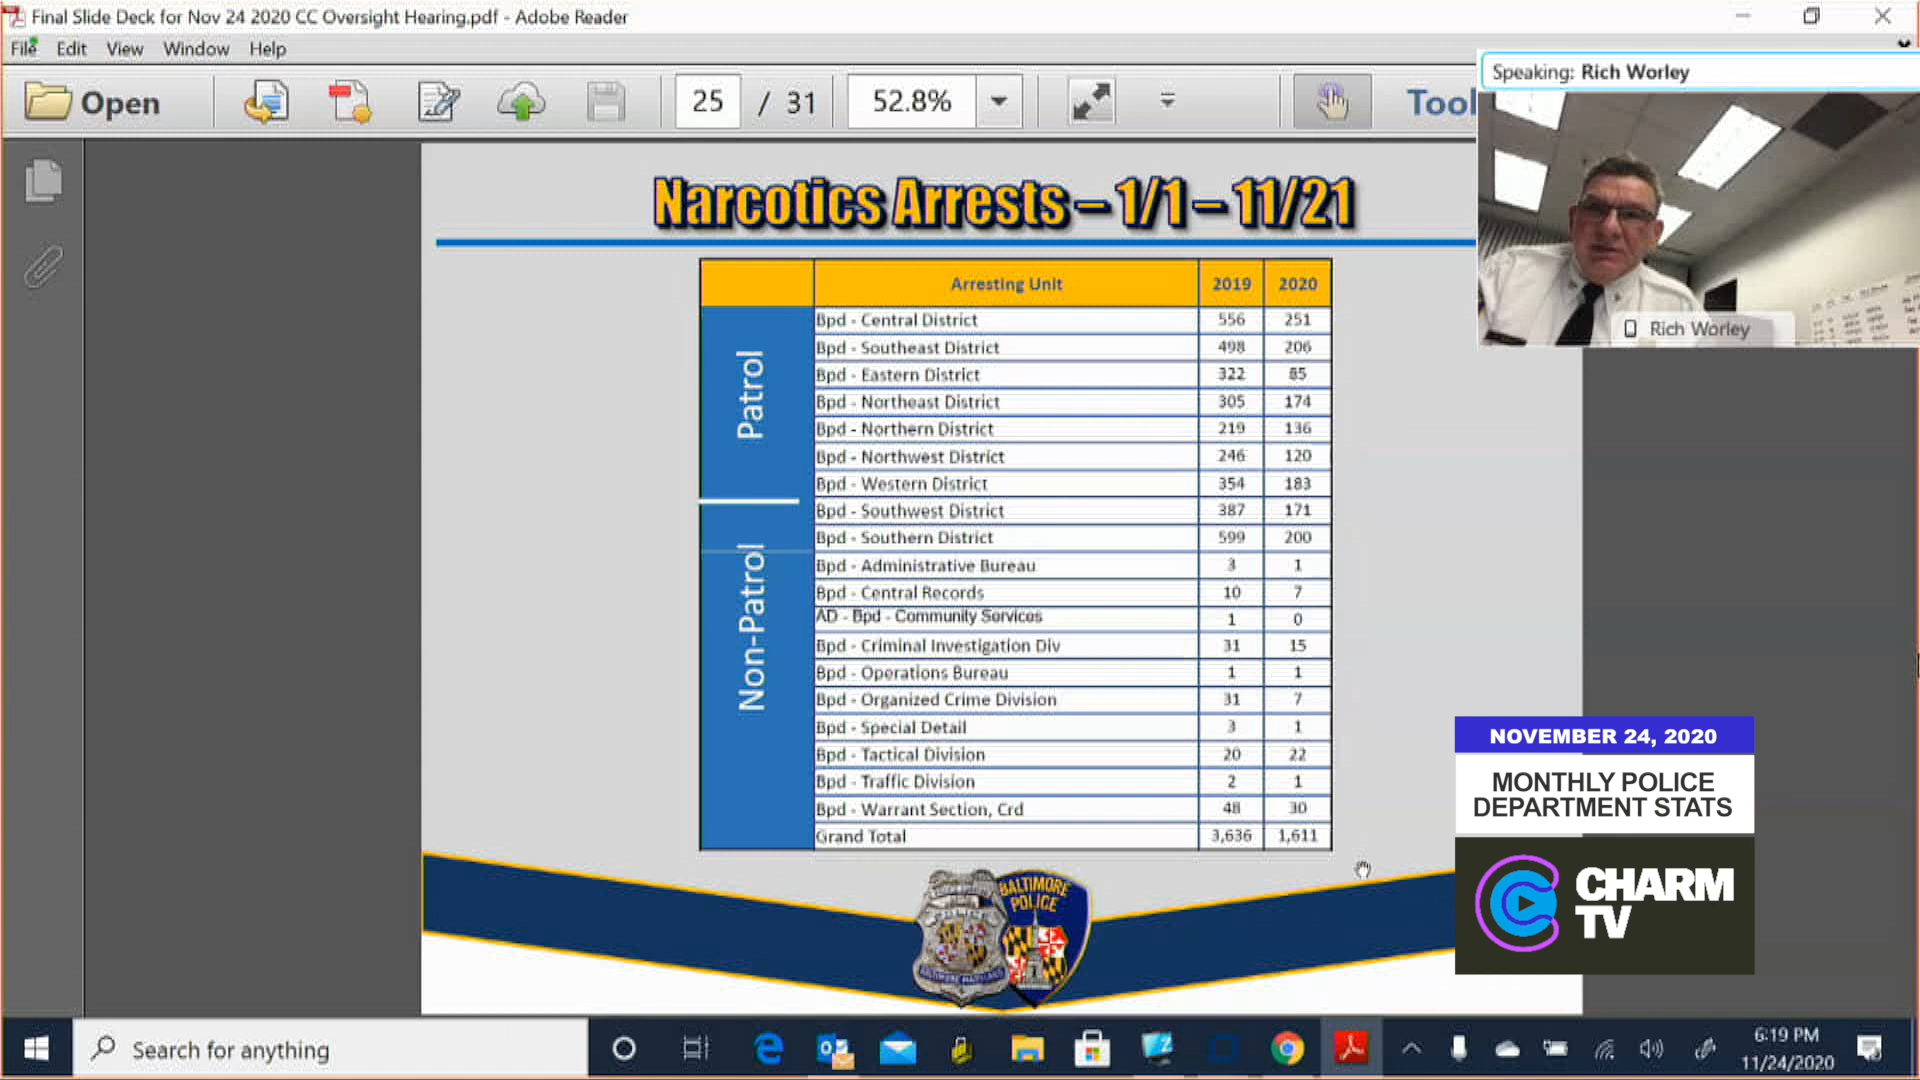 Final Slide Deck for Nov 24 2020 CC Oversight Hearing.pdf - Adobe Reader
File Edit View Window Help
Open 25 / 31 52.8% Tool
Speaking: Rich Worley
Rich Worley
Narcotics Arrests – 1/1 – 11/21
Arresting Unit 2019 2020
Patrol
Bpd - Central District 556 251
Bpd - Southeast District 498 206
Bpd - Eastern District 322 85
Bpd - Northeast District 305 174
Bpd - Northern District 219 136
Bpd - Northwest District 246 120
Bpd - Western District 354 183
Bpd - Southwest District 387 171
Bpd - Southern District 599 200
Non-Patrol
Bpd - Administrative Bureau 3 1
Bpd - Central Records 10 7
AD - Bpd - Community Services 1 0
Bpd - Criminal Investigation Div 31 15
Bpd - Operations Bureau 1 1
Bpd - Organized Crime Division 31 7
Bpd - Special Detail 3 1
Bpd - Tactical Division 20 22
Bpd - Traffic Division 2 1
Bpd - Warrant Section, Crd 48 30
Grand Total 3,636 1,611
BALTIMORE
POLICE
NOVEMBER 24, 2020
MONTHLY POLICE
DEPARTMENT STATS
CHARM
TV
Search for anything
6:19 PM
11/24/2020